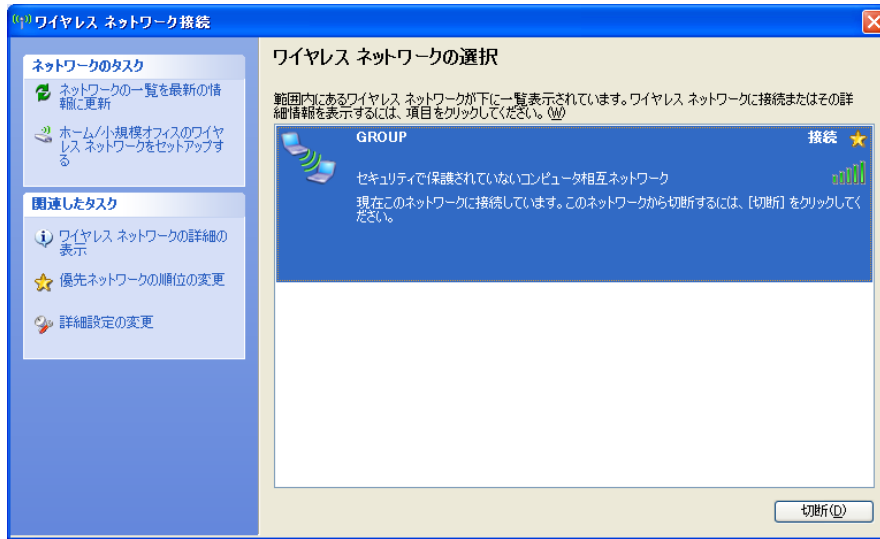 ワイヤレス ネットワーク接続
ワイヤレス ネットワークの選択
ネットワークのタスク
ネットワークの一覧を最新の情
報に更新
ホーム/小規模オフィスのワイヤ
レス ネットワークをセットアップす
る
関連したタスク
ワイヤレス ネットワークの詳細の
表示
優先ネットワークの順位の変更
詳細設定の変更
範囲内にあるワイヤレス ネットワークが下に一覧表示されています。ワイヤレス ネットワークに接続またはその詳
細情報を表示するには、項目をクリックしてください。(W)
GROUP 接続
セキュリティで保護されていないコンピュータ相互ネットワーク
現在このネットワークに接続しています。このネットワークから切断するには、[切断] をクリックしてく
ださい。
切断(D)